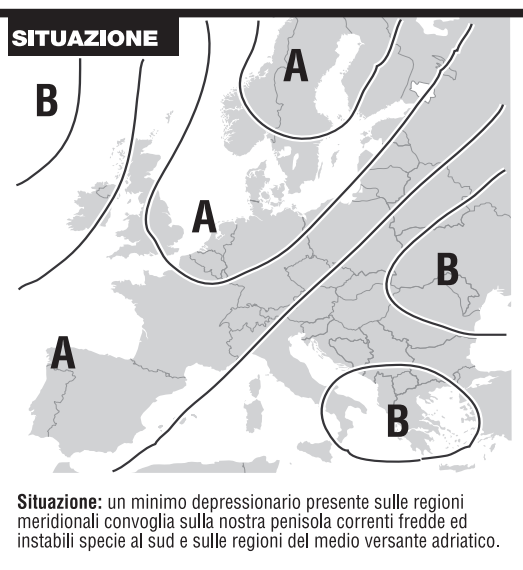 SITUAZIONE
B
A
A
B
A
B
Situazione: un minimo depressionario presente sulle regioni
meridionali convoglia sulla nostra penisola correnti fredde ed
instabili specie al sud e sulle regioni del medio versante adriatico.